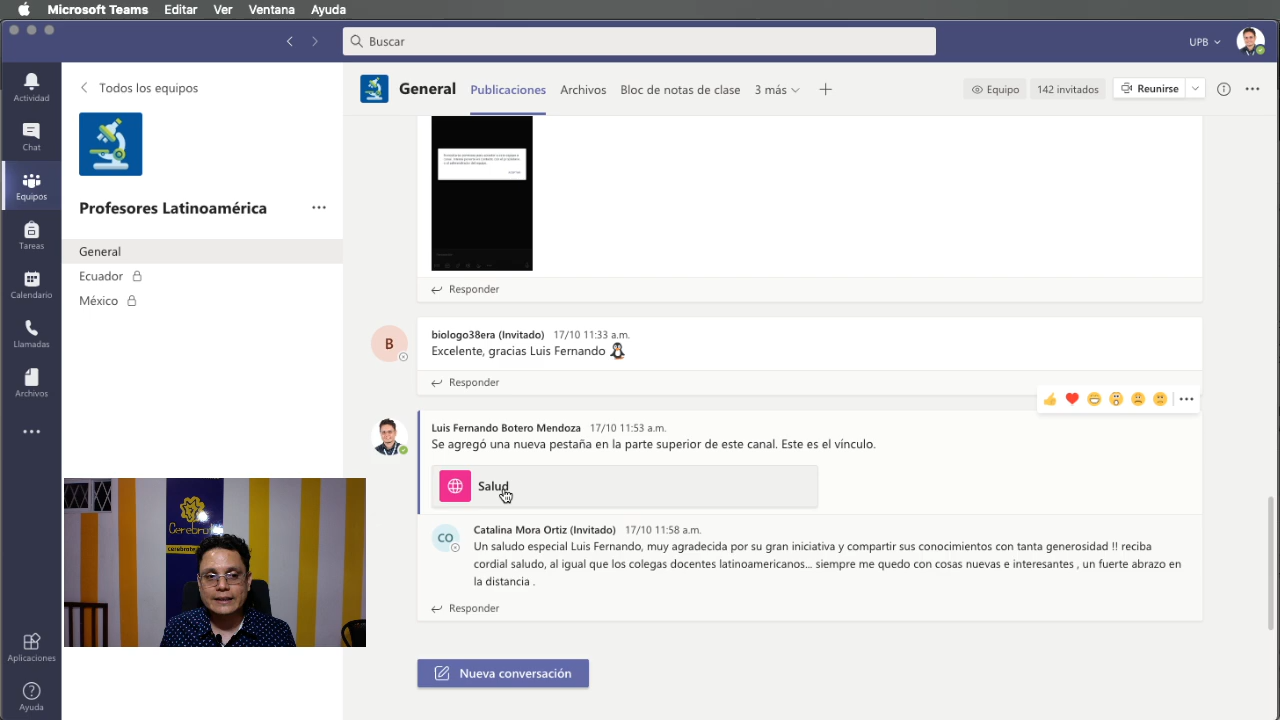 Microsoft Teams Editar Ver Ventana Ayuda
Buscar
UPB
Actividad
Chat
Equipos
Tareas
Calendario
Llamadas
Archivos
Aplicaciones
Ayuda
Todos los equipos
Profesores Latinoamérica
General
Ecuador
México
General Publicaciones Archivos Bloc de notas de clase 3 más
Equipo 142 invitados Reunirse
Responder
B
biologo38era (Invitado) 17/10 11:33 a.m.
Excelente, gracias Luis Fernando
Responder
Luis Fernando Botero Mendoza 17/10 11:53 a.m.
Se agregó una nueva pestaña en la parte superior de este canal. Este es el vínculo.
Salud
CO
Catalina Mora Ortiz (Invitado) 17/10 11:58 a.m.
Un saludo especial Luis Fernando, muy agradecida por su gran iniciativa y compartir sus conocimientos con tanta generosidad !! reciba
cordial saludo, al igual que los colegas docentes latinoamericanos... siempre me quedo con cosas nuevas e interesantes , un fuerte abrazo en
la distancia .
Responder
Nueva conversación